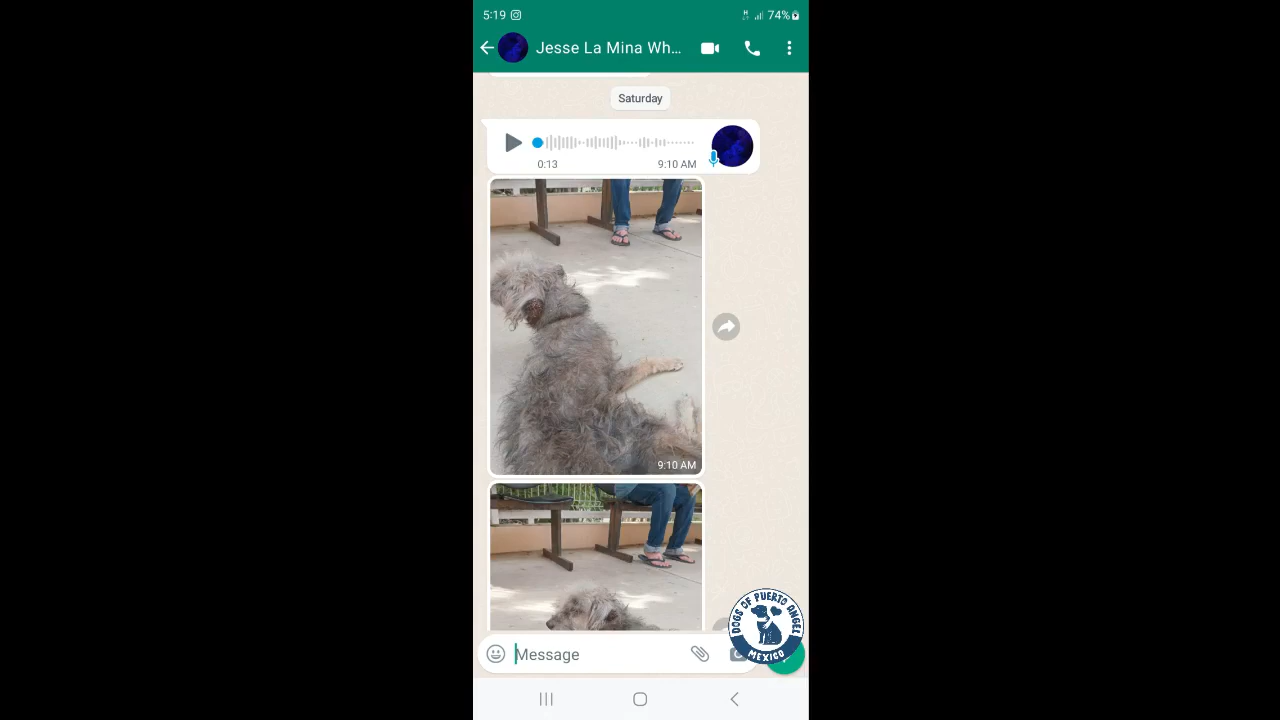 5:19
H 74%
Jesse La Mina Wh...
Saturday
0:13 9:10 AM
9:10 AM
DOGS OF PUERTO ANGEL
MEXICO
Message